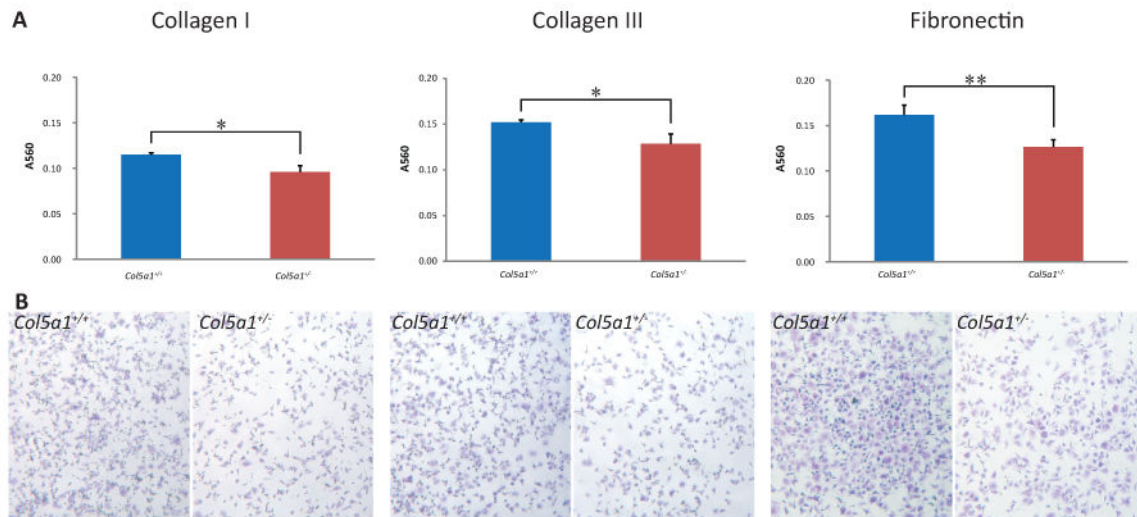 A
Collagen I
Collagen III
Fibronectin
0.20
0.15
0.10
0.05
0.00
A560
*
Col5a1+/+
Col5a1+/-
0.20
0.15
0.10
0.05
0.00
A560
*
Col5a1+/+
Col5a1+/-
0.20
0.15
0.10
0.05
0.00
A560
**
Col5a1+/+
Col5a1+/-
B
Col5a1+/+
Col5a1+/-
Col5a1+/+
Col5a1+/-
Col5a1+/+
Col5a1+/-